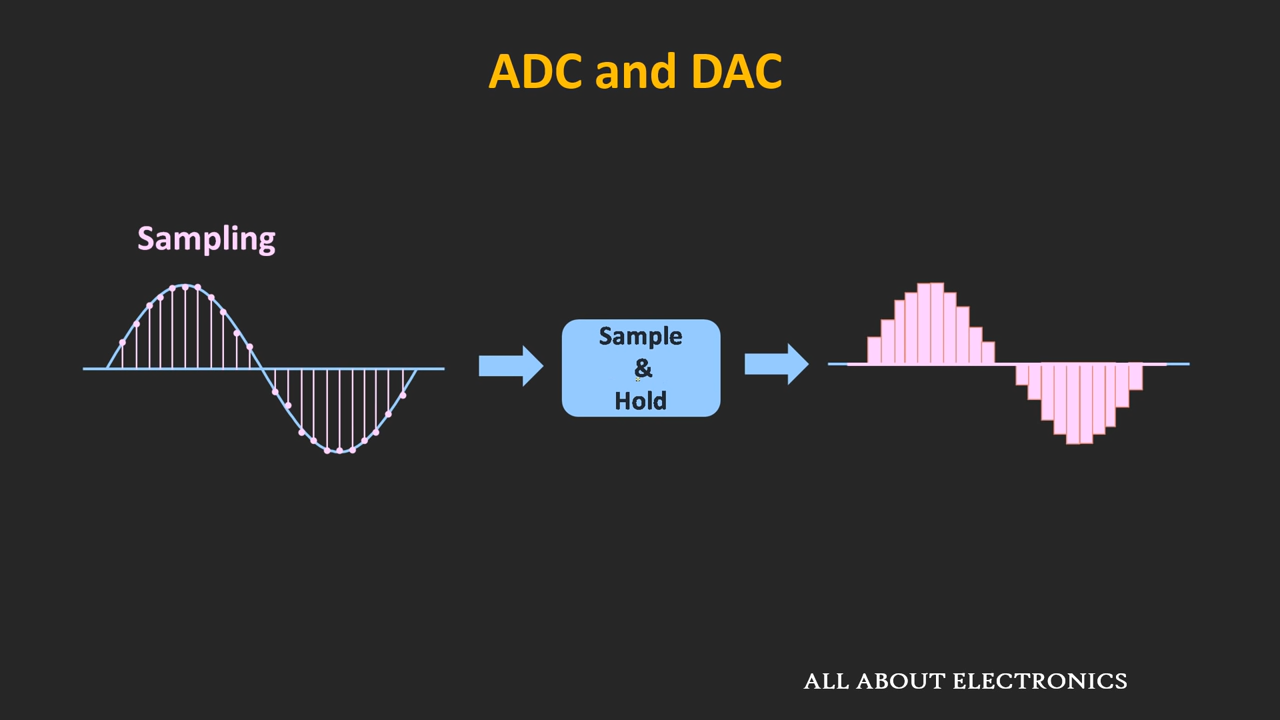 ADC and DAC
Sampling
Sample
&
Hold
ALL ABOUT ELECTRONICS